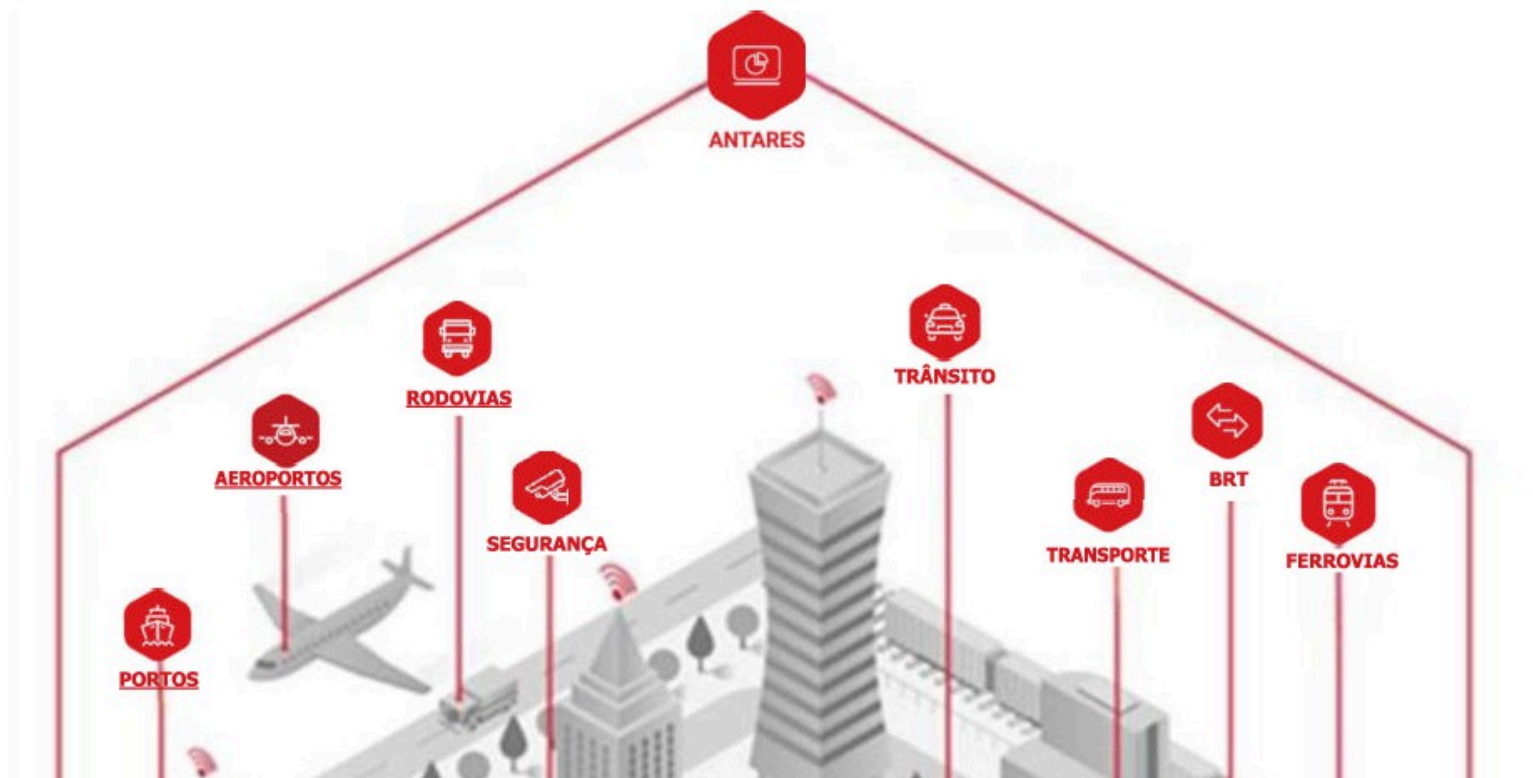 ANTARES
TRÂNSITO
RODOVIAS
AEROPORTOS
BRT
SEGURANÇA
TRANSPORTE
FERROVIAS
PORTOS